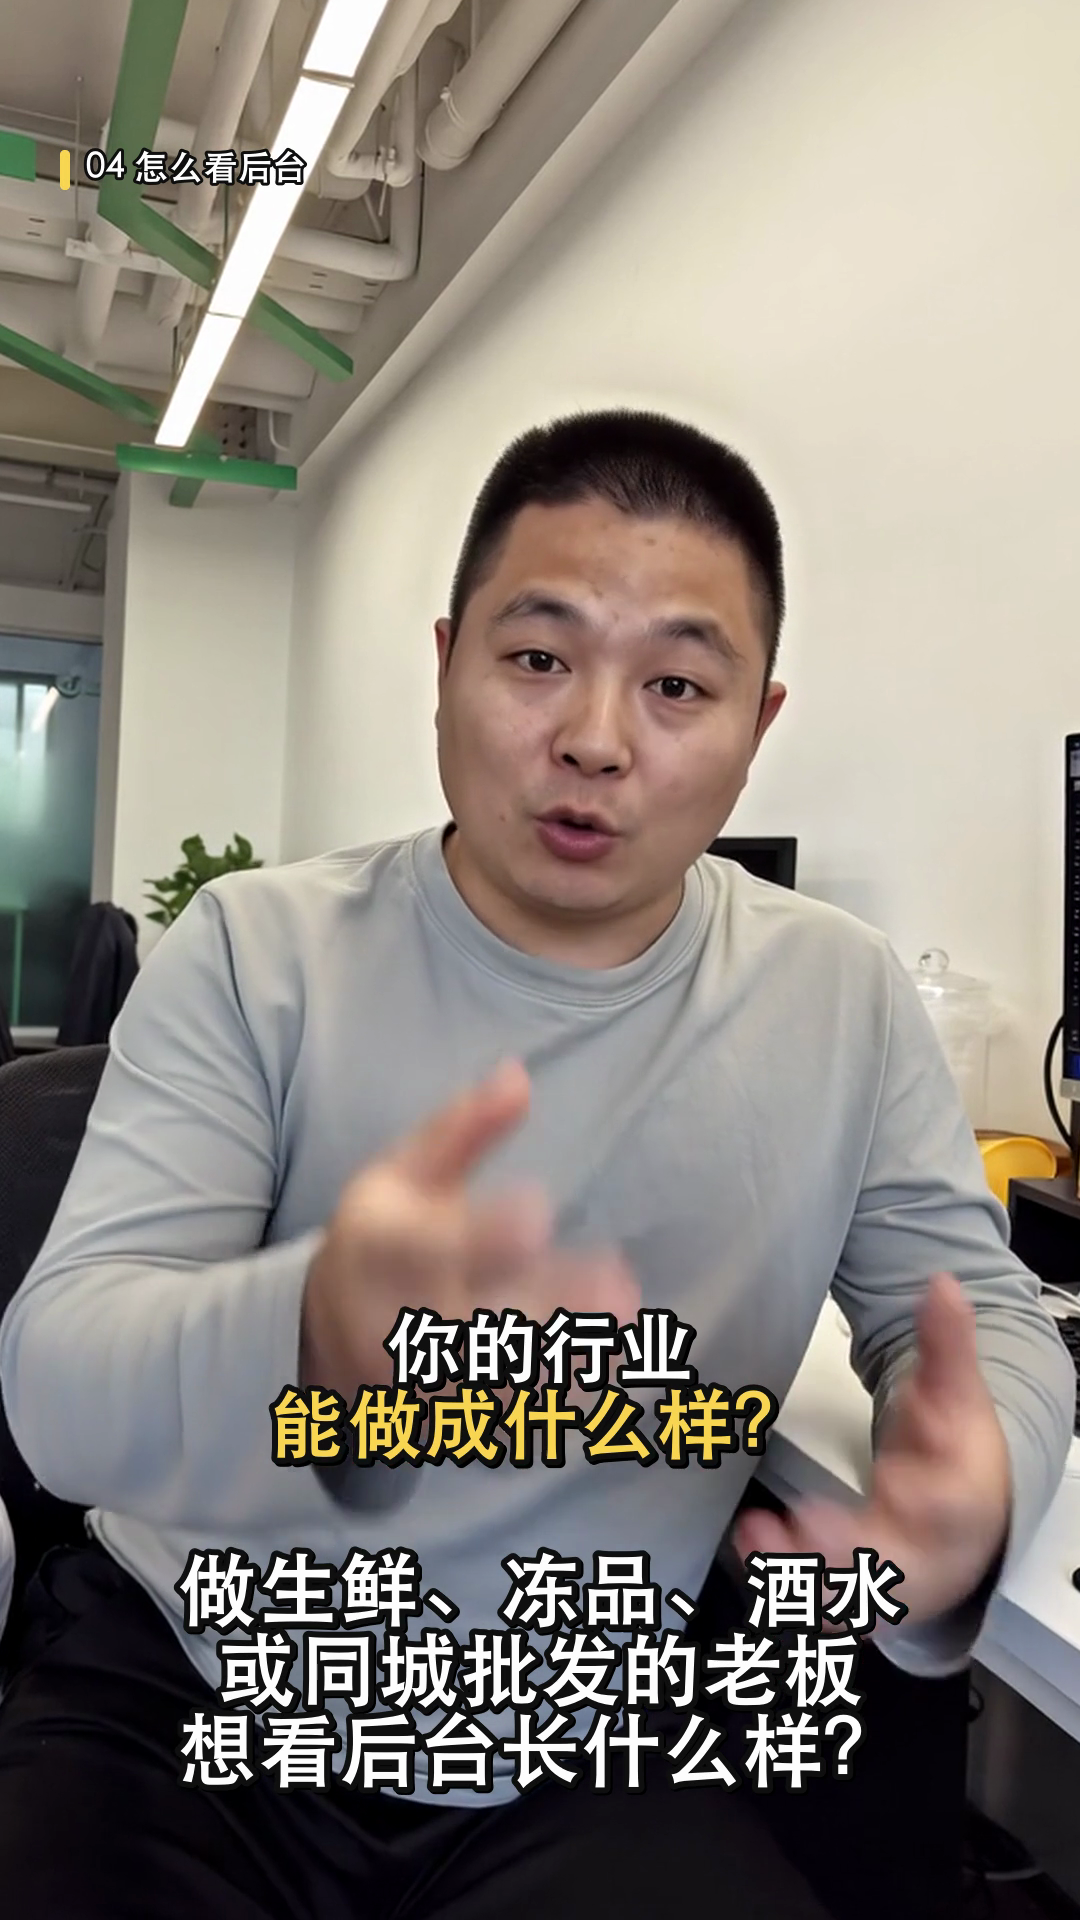 04 怎么看后台
你的行业
能做成什么样？
做生鲜、冻品、酒水
或同城批发的老板
想看后台长什么样？